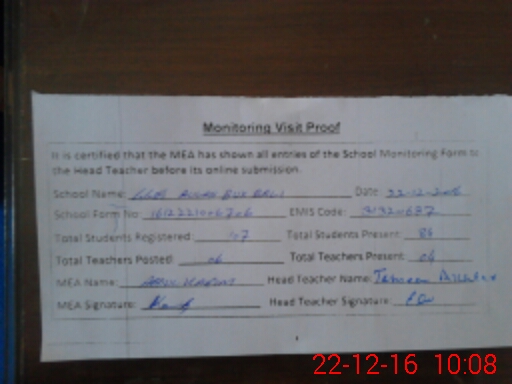 Monitoring Visit Proof
It is certified that the MEA has shown all entries of the School Monitoring Form to
the Head Teacher before its online submission.
School Name: Date: 22-12-2016
School Form No: EMIS Code:
Total Students Registered: 107 Total Students Present: 86
Total Teachers Posted: 06 Total Teachers Present: 04
MEA Name: Head Teacher Name:
MEA Signature: Head Teacher Signature:
22-12-16 10:08